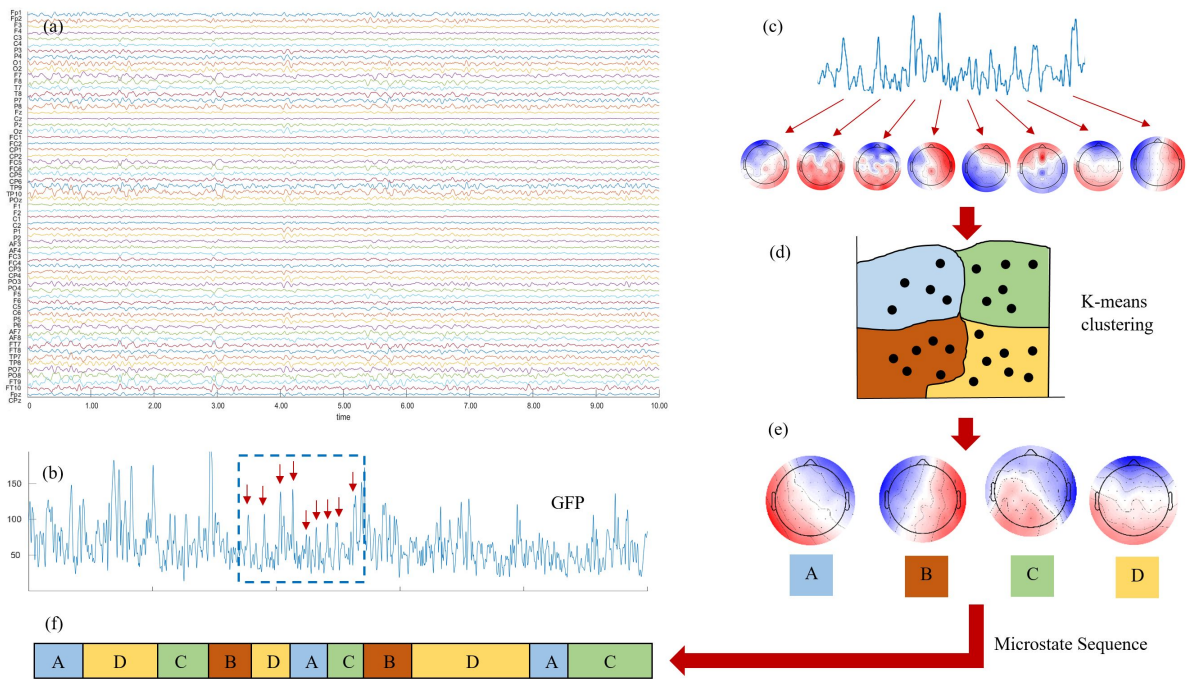 (a)
Fp1
Fp2
F3
F4
C3
C4
P3
P4
O1
O2
F7
F8
T7
T8
P7
P8
Fz
Cz
Pz
Oz
FC1
FC2
CP1
CP2
FC5
FC6
CP5
CP6
TP9
TP10
POz
F1
F2
C1
C2
P1
P2
AF3
AF4
FC3
FC4
CP3
CP4
PO3
PO4
F5
F6
C5
C6
P5
P6
AF7
AF8
FT7
FT8
TP7
TP8
PO7
PO8
FT9
FT10
Fpz
CPz
0 1.00 2.00 3.00 4.00 5.00 6.00 7.00 8.00 9.00 10.00
time
(b)
GFP
150
100
50
(c)
(d)
K-means
clustering
(e)
A B C D
Microstate Sequence
(f)
A D C B D A C B D A C